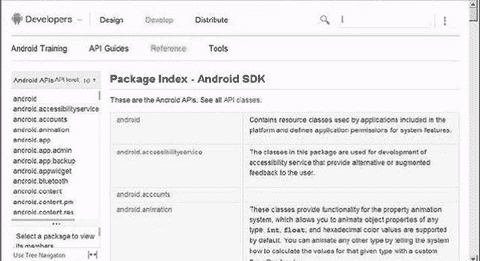 Developers Design Develop Distribute
Android Training API Guides Reference Tools
Android APIs API level: 16
android
android.accessibilityservice
android.accounts
android.animation
android.app
android.app.admin
android.app.backup
android.appwidget
android.bluetooth
android.content
android.content.pm
android.content.res
Select a package to view
its members
Use Tree Navigation
Package Index - Android SDK
These are the Android APIs. See all API classes.
android
Contains resource classes used by applications included in the
platform and defines application permissions for system features.
android.accessibilityservice
The classes in this package are used for development of
accessibility service that provide alternative or augmented
feedback to the user.
android.accounts
android.animation
These classes provide functionality for the property animation
system, which allows you to animate object properties of any
type. int, float, and hexadecimal color values are supported
by default. You can animate any other type by telling the system
how to calculate the values for that given type with a custom